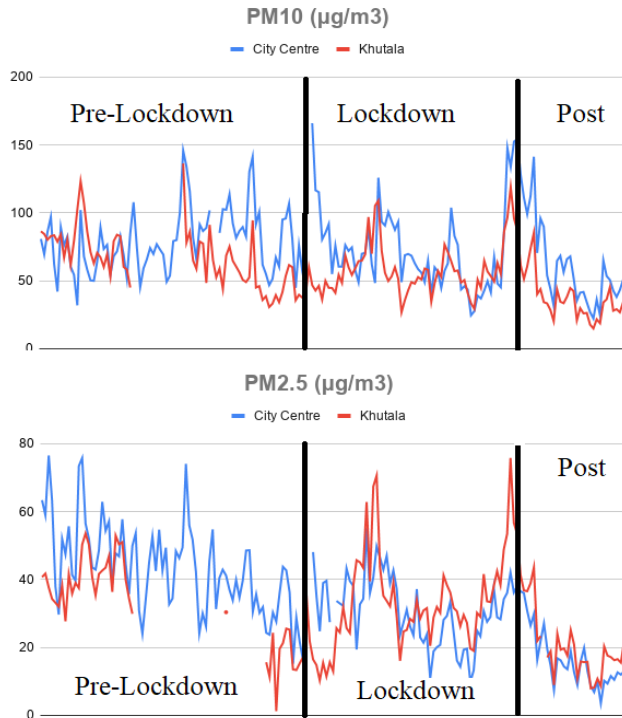 PM10 (µg/m3)
City Centre Khutala
200
Pre-Lockdown Lockdown Post
150
100
50
0
PM2.5 (µg/m3)
City Centre Khutala
80
Post
60
40
20
Pre-Lockdown Lockdown
0